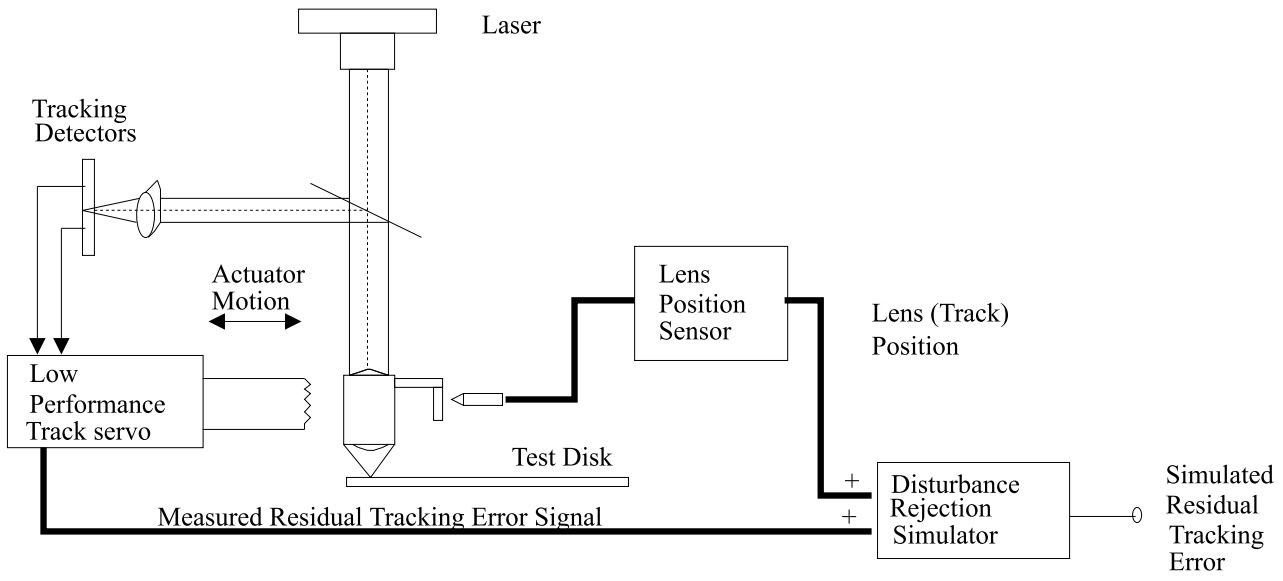 Laser
Tracking
Detectors
Actuator
Motion
Lens
Position
Sensor
Lens (Track)
Position
Low
Performance
Track servo
Test Disk
Measured Residual Tracking Error Signal
+
+
Disturbance
Rejection
Simulator
Simulated
Residual
Tracking
Error